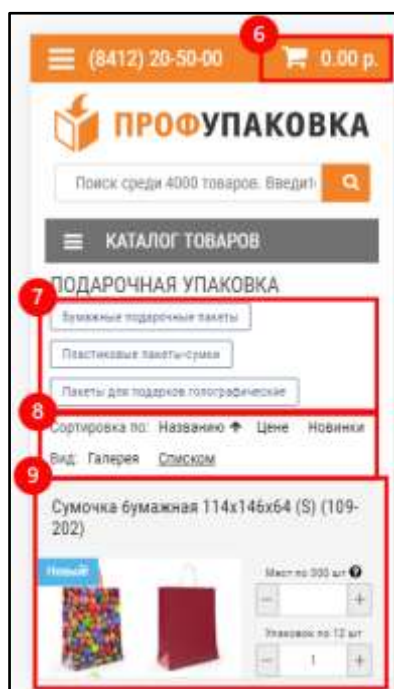 6
(8412) 20-50-00
0.00 р.
ПРОФУПАКОВКА
Поиск среди 4000 товаров. Введит
КАТАЛОГ ТОВАРОВ
ПОДАРОЧНАЯ УПАКОВКА
7
Бумажные подарочные пакеты
Пластиковые пакеты-сумки
Пакеты для подарков голографические
8
Сортировка по: Названию Цене Новинки
Вид: Галерея Списком
9
Сумочка бумажная 114х146х64 (S) (109-
202)
Новый
Мест по 300 шт ?
− +
Упаковок по 12 шт
− 1 +